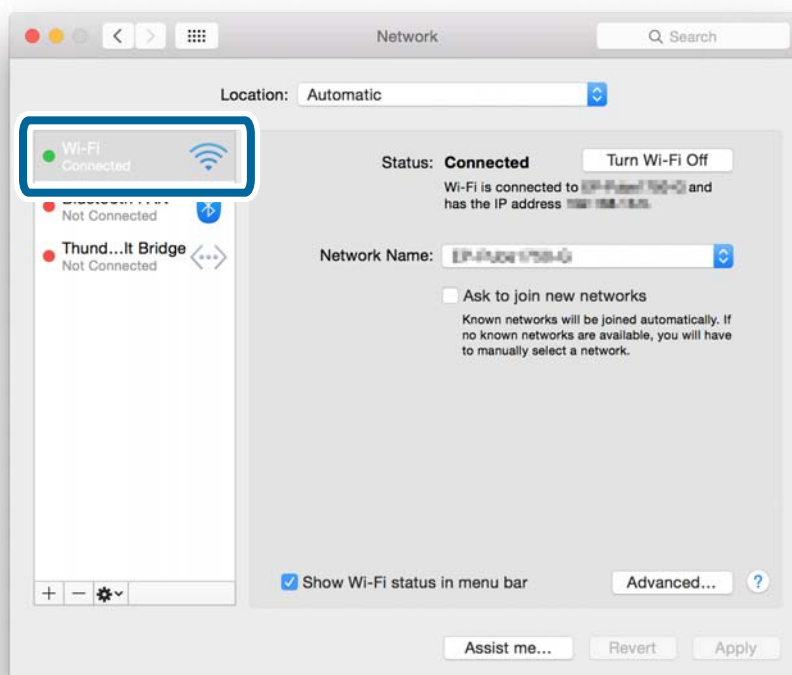 Network
Search
Location: Automatic
Wi-Fi
Connected
Not Connected
Thund...lt Bridge
Not Connected
Status: Connected
Turn Wi-Fi Off
Wi-Fi is connected to and
has the IP address
Network Name:
Ask to join new networks
Known networks will be joined automatically. If
no known networks are available, you will have
to manually select a network.
Show Wi-Fi status in menu bar
Advanced...
?
Assist me...
Revert
Apply